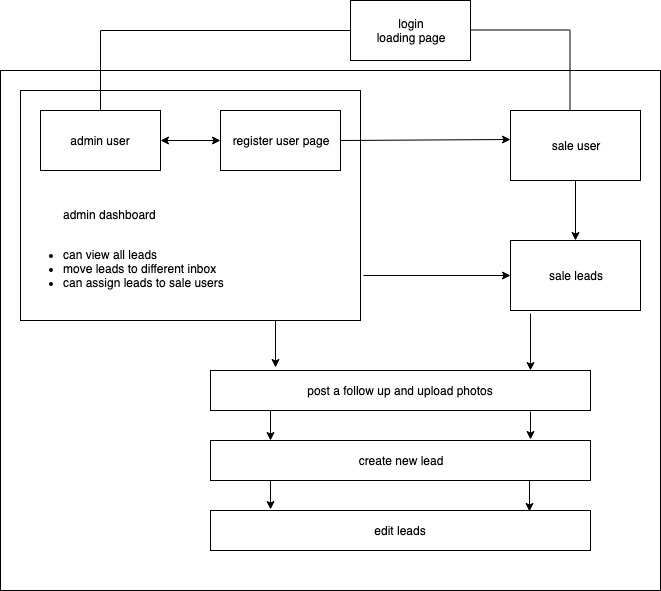 login
loading page
admin user
register user page
sale user
admin dashboard
• can view all leads
• move leads to different inbox
• can assign leads to sale users
sale leads
post a follow up and upload photos
create new lead
edit leads